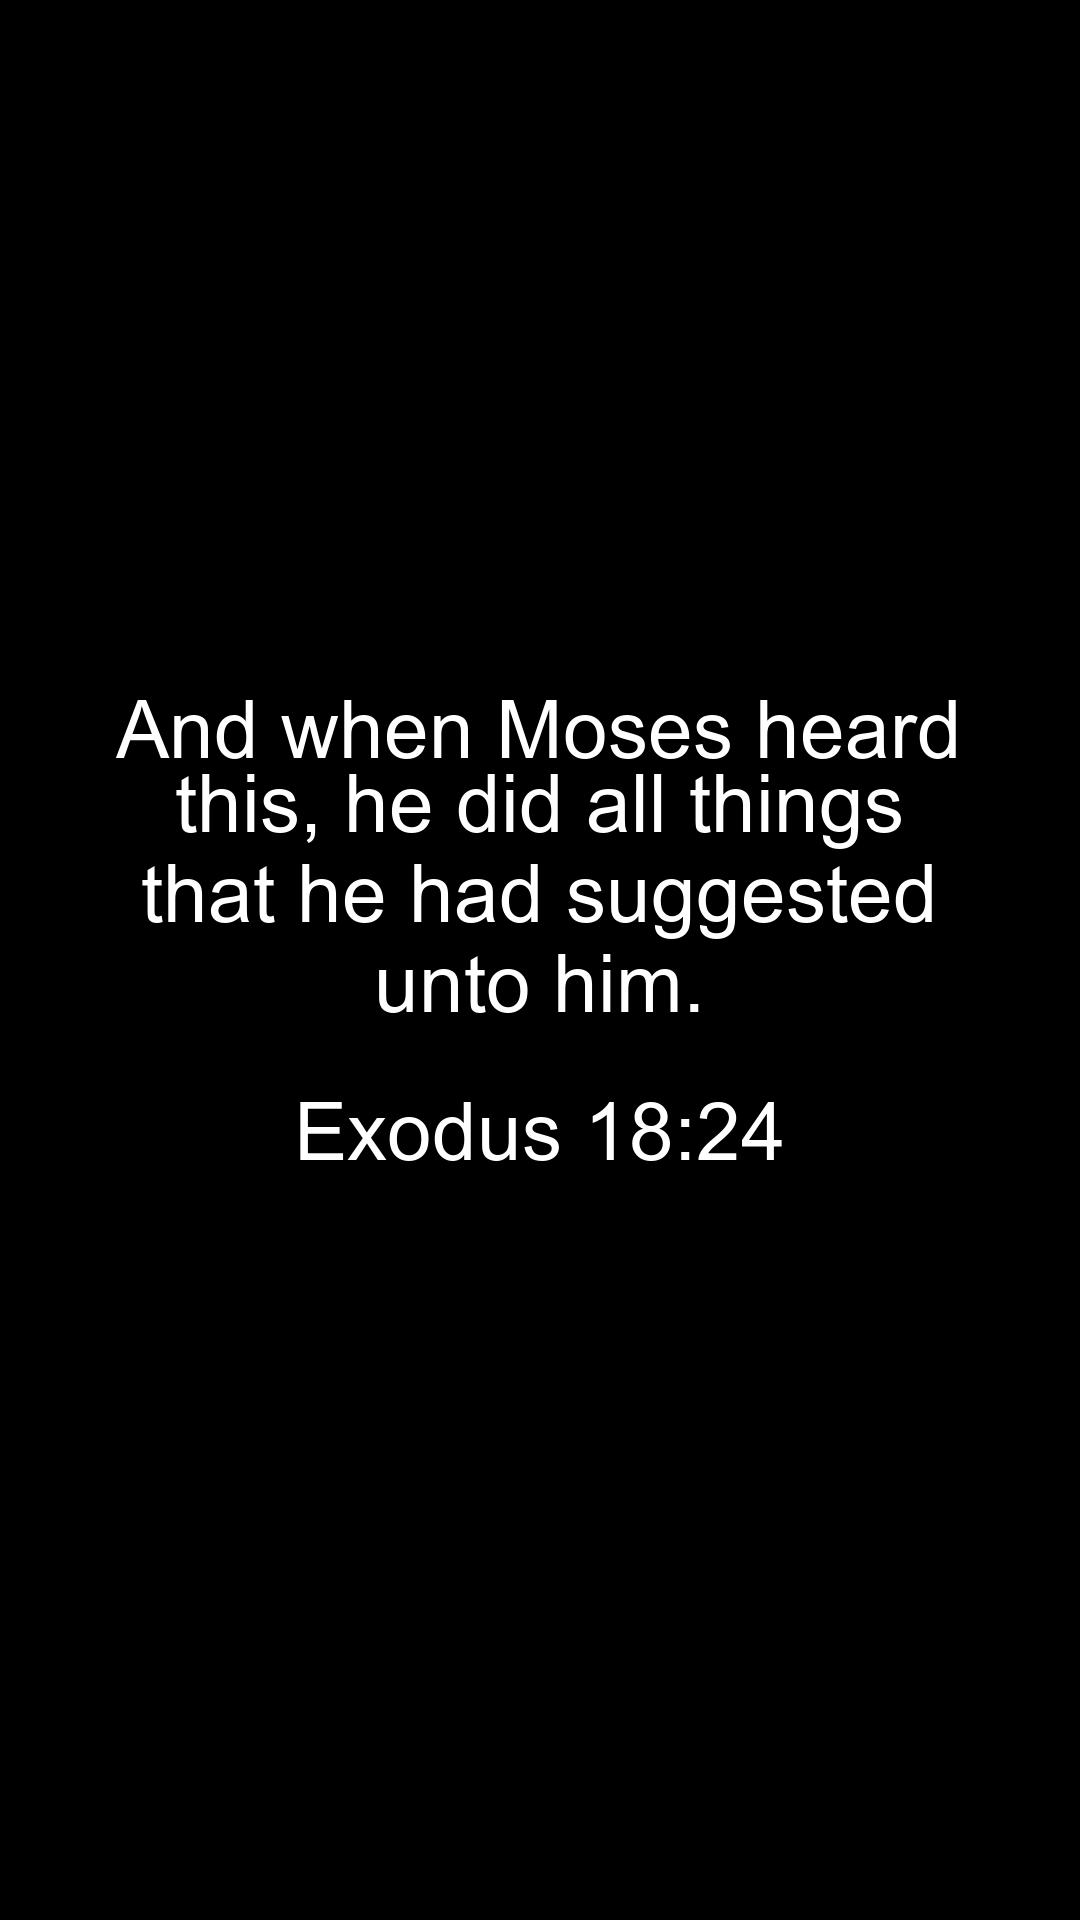 And when Moses heard
this, he did all things
that he had suggested
unto him.
Exodus 18:24